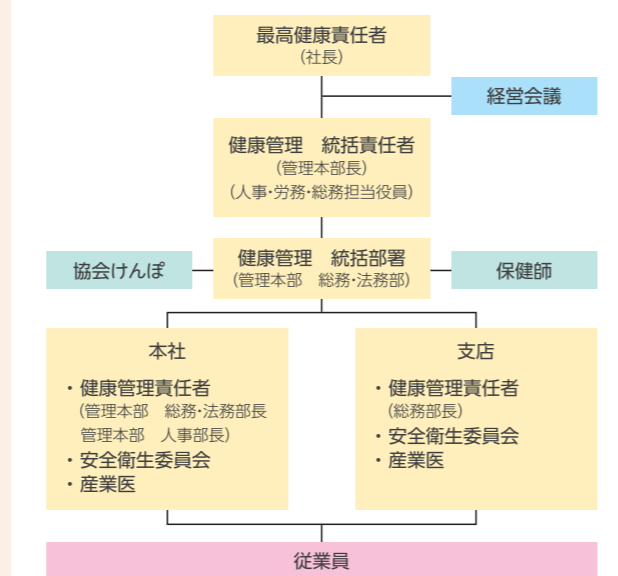 最高健康責任者
(社長)
経営会議
健康管理　統括責任者
(管理本部長)
(人事・労務・総務担当役員)
協会けんぽ
健康管理　統括部署
(管理本部　総務・法務部)
保健師
本社
・健康管理責任者
(管理本部　総務・法務部長
管理本部　人事部長)
・安全衛生委員会
・産業医
支店
・健康管理責任者
(総務部長)
・安全衛生委員会
・産業医
従業員